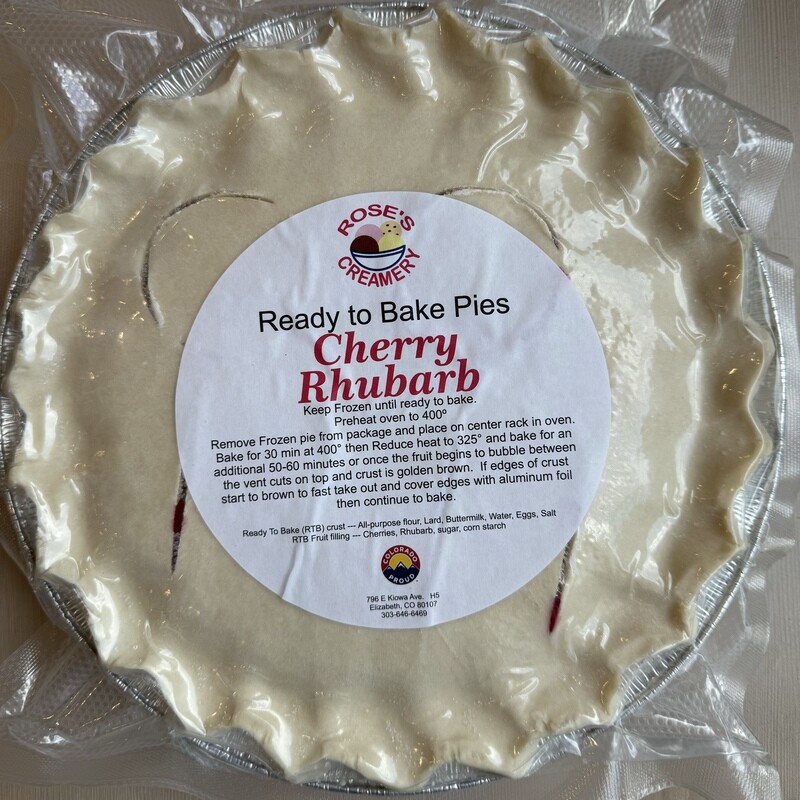 ROSE'S
CREAMERY
Ready to Bake Pies
Cherry
Rhubarb
Keep Frozen until ready to bake.
Preheat oven to 400º
Remove Frozen pie from package and place on center rack in oven.
Bake for 30 min at 400° then Reduce heat to 325° and bake for an
additional 50-60 minutes or once the fruit begins to bubble between
the vent cuts on top and crust is golden brown. If edges of crust
start to brown to fast take out and cover edges with aluminum foil
then continue to bake.
Ready To Bake (RTB) crust --- All-purpose flour, Lard, Buttermilk, Water, Eggs, Salt
RTB Fruit filling --- Cherries, Rhubarb, sugar, corn starch
COLORADO
PROUD
796 E Kiowa Ave. H5
Elizabeth, CO 80107
303-646-6469